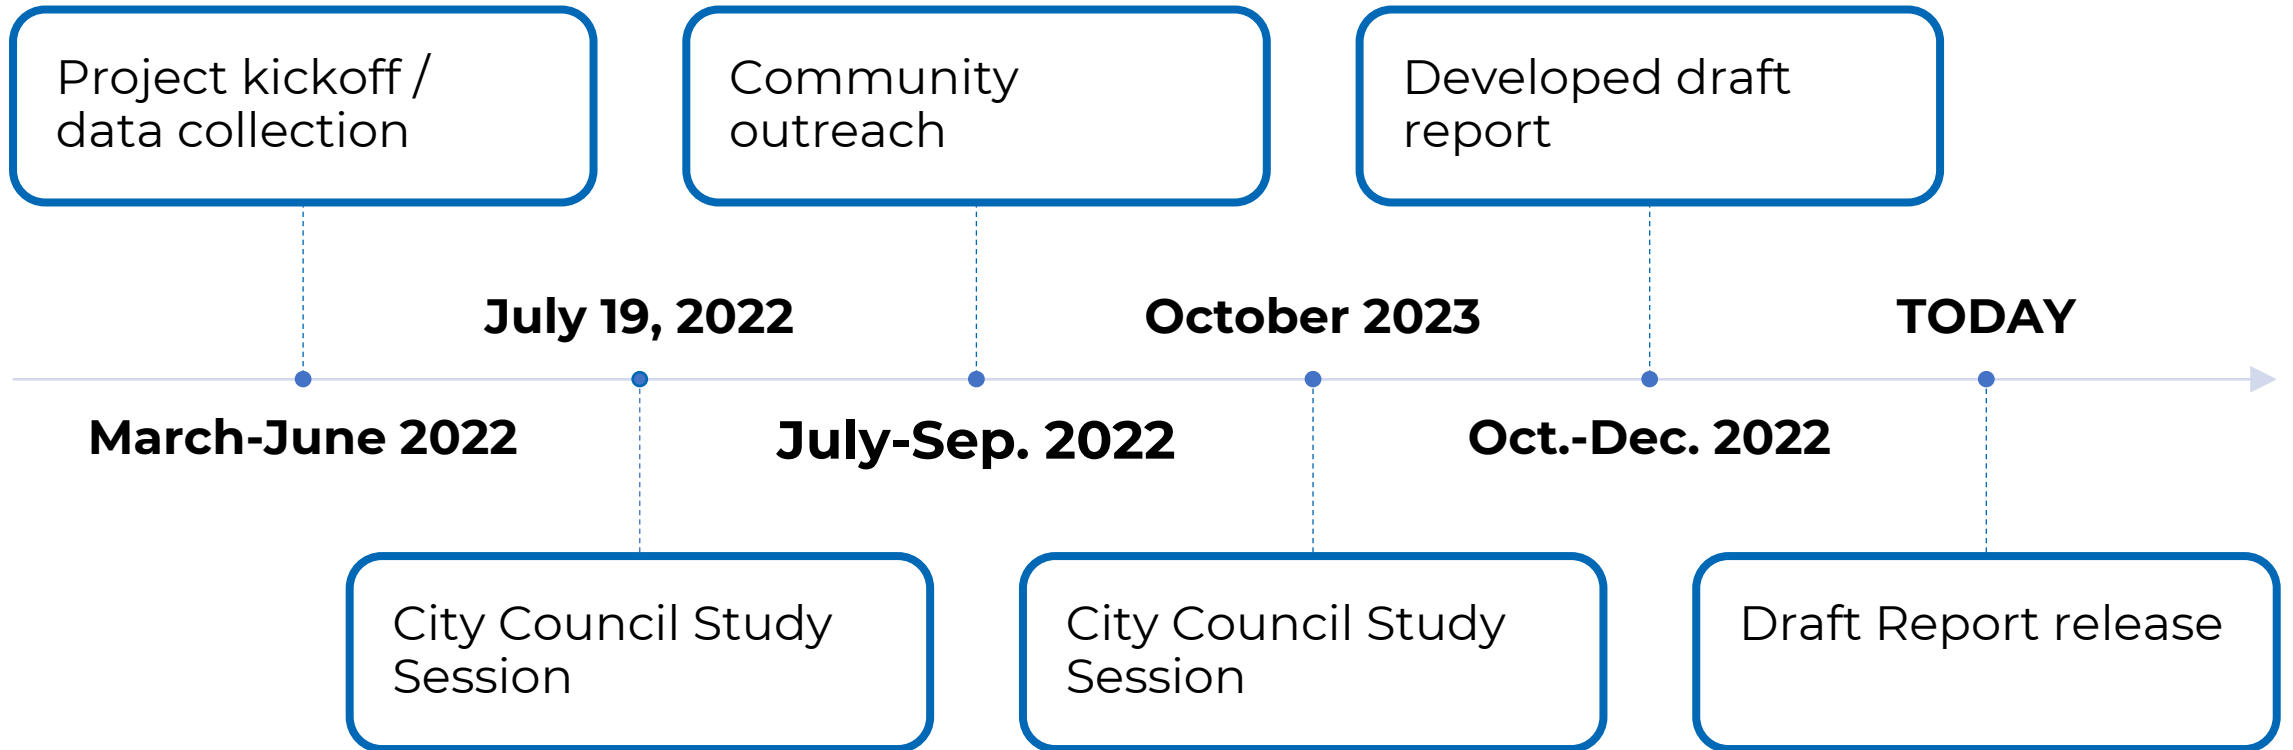 Project kickoff /
data collection
Community
outreach
Developed draft
report
July 19, 2022
October 2023
TODAY
March-June 2022
July-Sep. 2022
Oct.-Dec. 2022
City Council Study
Session
City Council Study
Session
Draft Report release